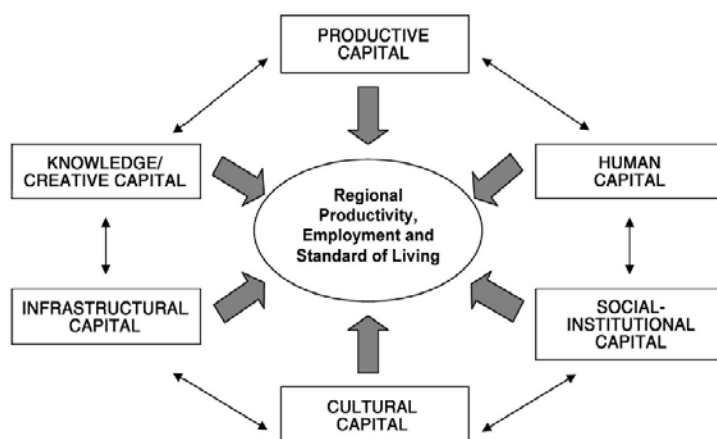 PRODUCTIVE
CAPITAL
KNOWLEDGE/
CREATIVE CAPITAL
HUMAN
CAPITAL
Regional
Productivity,
Employment and
Standard of Living
INFRASTRUCTURAL
CAPITAL
SOCIAL-
INSTITUTIONAL
CAPITAL
CULTURAL
CAPITAL